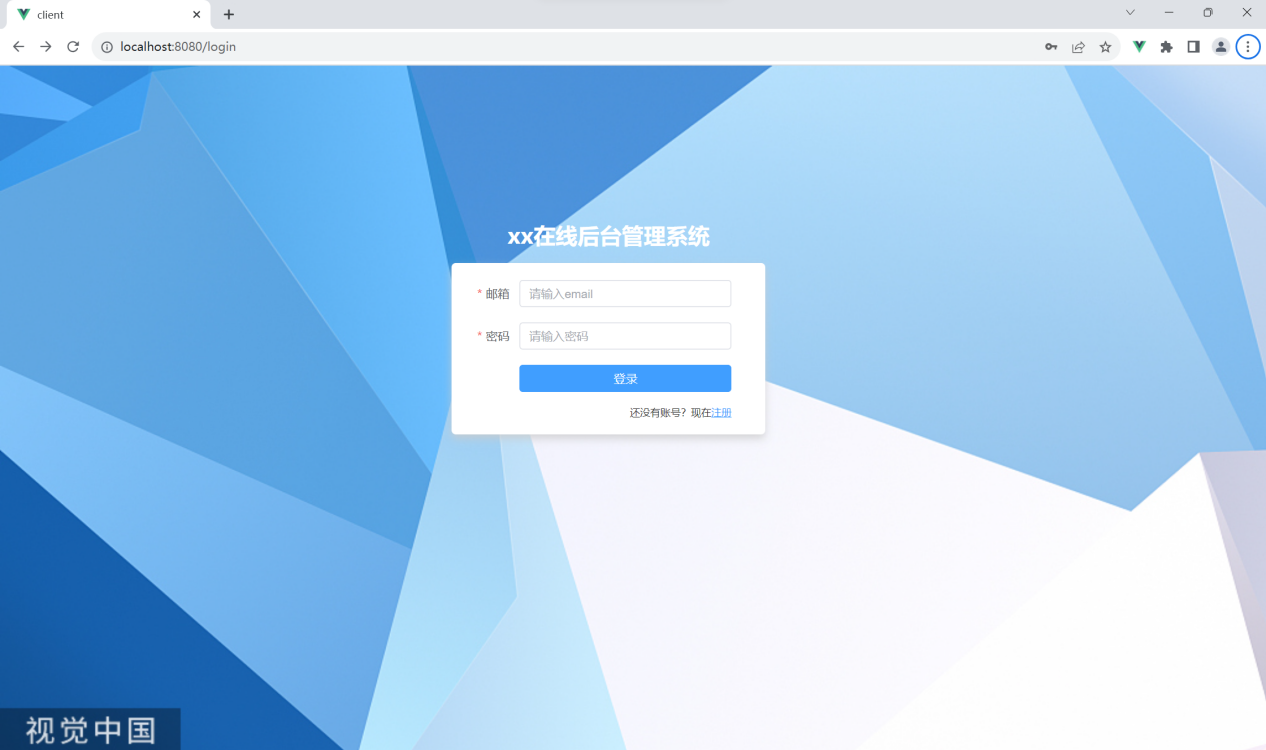 client
localhost:8080/login
xx在线后台管理系统
* 邮箱 请输入email
* 密码 请输入密码
登录
还没有账号？现在注册
视觉中国